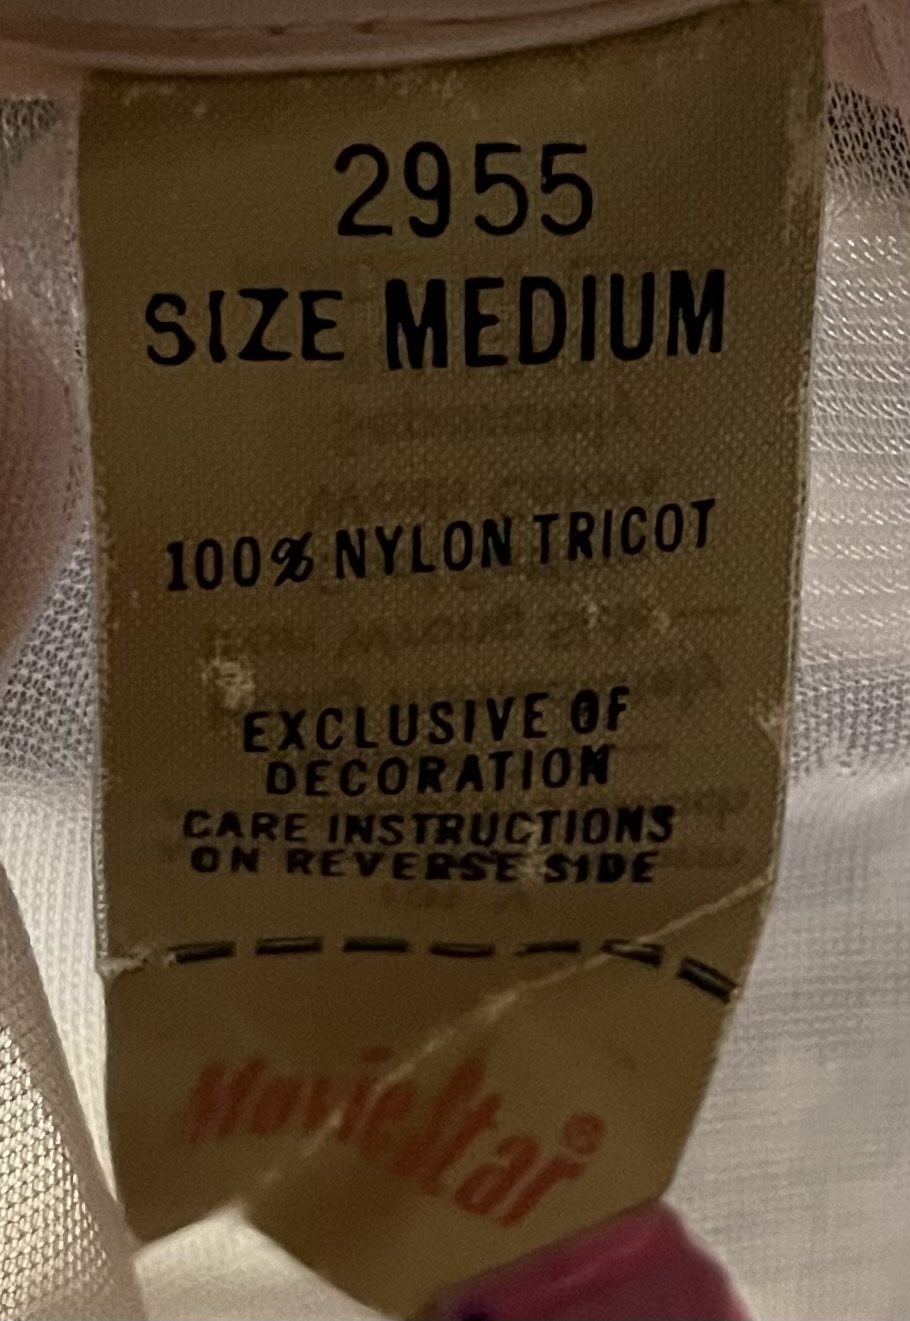 2955
SIZE MEDIUM
100% NYLON TRICOT
EXCLUSIVE OF
DECORATION
CARE INSTRUCTIONS
ON REVERSE SIDE
MovieStar®